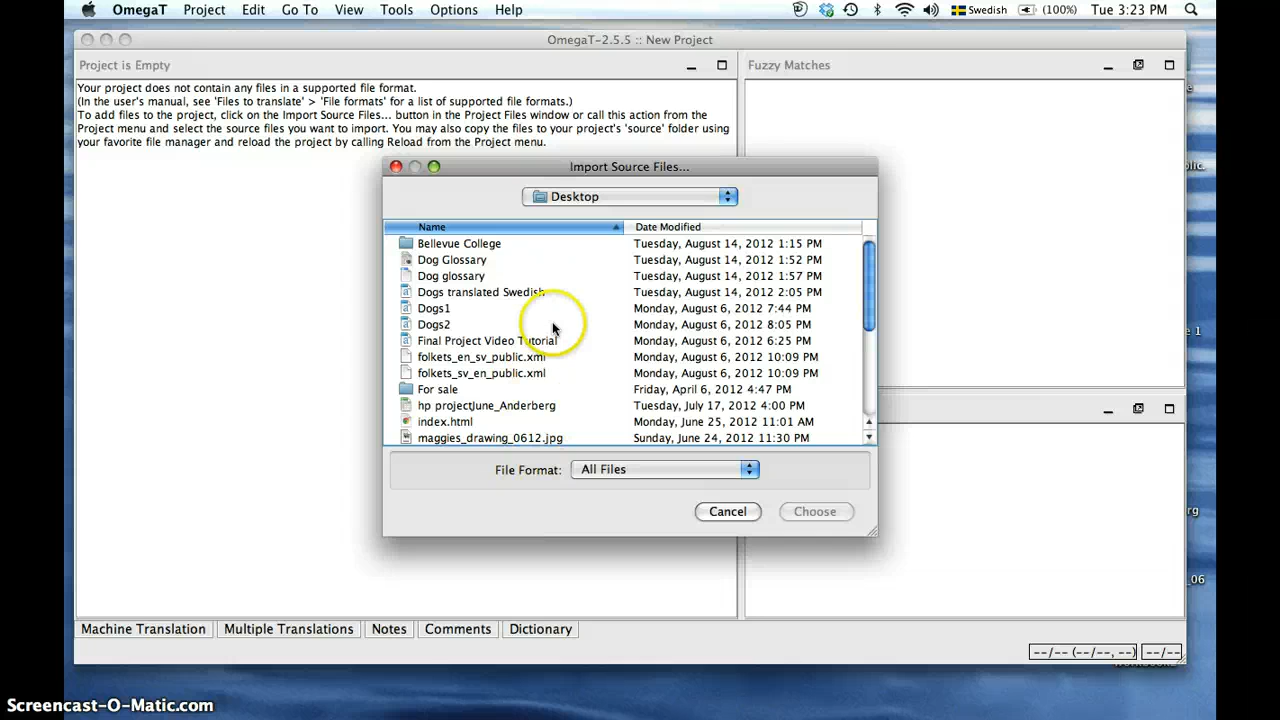 OmegaT Project Edit Go To View Tools Options Help Swedish (100%) Tue 3:23 PM
OmegaT-2.5.5 :: New Project
Project is Empty
Fuzzy Matches
Your project does not contain any files in a supported file format.
(In the user's manual, see 'Files to translate' > 'File formats' for a list of supported file formats.)
To add files to the project, click on the Import Source Files... button in the Project Files window or call this action from the
Project menu and select the source files you want to import. You may also copy the files to your project's 'source' folder using
your favorite file manager and reload the project by calling Reload from the Project menu.
Import Source Files...
Desktop
Name Date Modified
Bellevue College Tuesday, August 14, 2012 1:15 PM
Dog Glossary Tuesday, August 14, 2012 1:52 PM
Dog glossary Tuesday, August 14, 2012 1:57 PM
Dogs translated Swedish Tuesday, August 14, 2012 2:05 PM
Dogs1 Monday, August 6, 2012 7:44 PM
Dogs2 Monday, August 6, 2012 8:05 PM
Final Project Video Tutorial Monday, August 6, 2012 6:25 PM
folkets_en_sv_public.xml Monday, August 6, 2012 10:09 PM
folkets_sv_en_public.xml Monday, August 6, 2012 10:09 PM
For sale Friday, April 6, 2012 4:47 PM
hp projectJune_Anderberg Tuesday, July 17, 2012 4:00 PM
index.html Monday, June 25, 2012 11:01 AM
maggies_drawing_0612.jpg Sunday, June 24, 2012 11:30 PM
File Format: All Files
Cancel Choose
Machine Translation Multiple Translations Notes Comments Dictionary
--/-- (--/--, --) --/--
Screencast-O-Matic.com